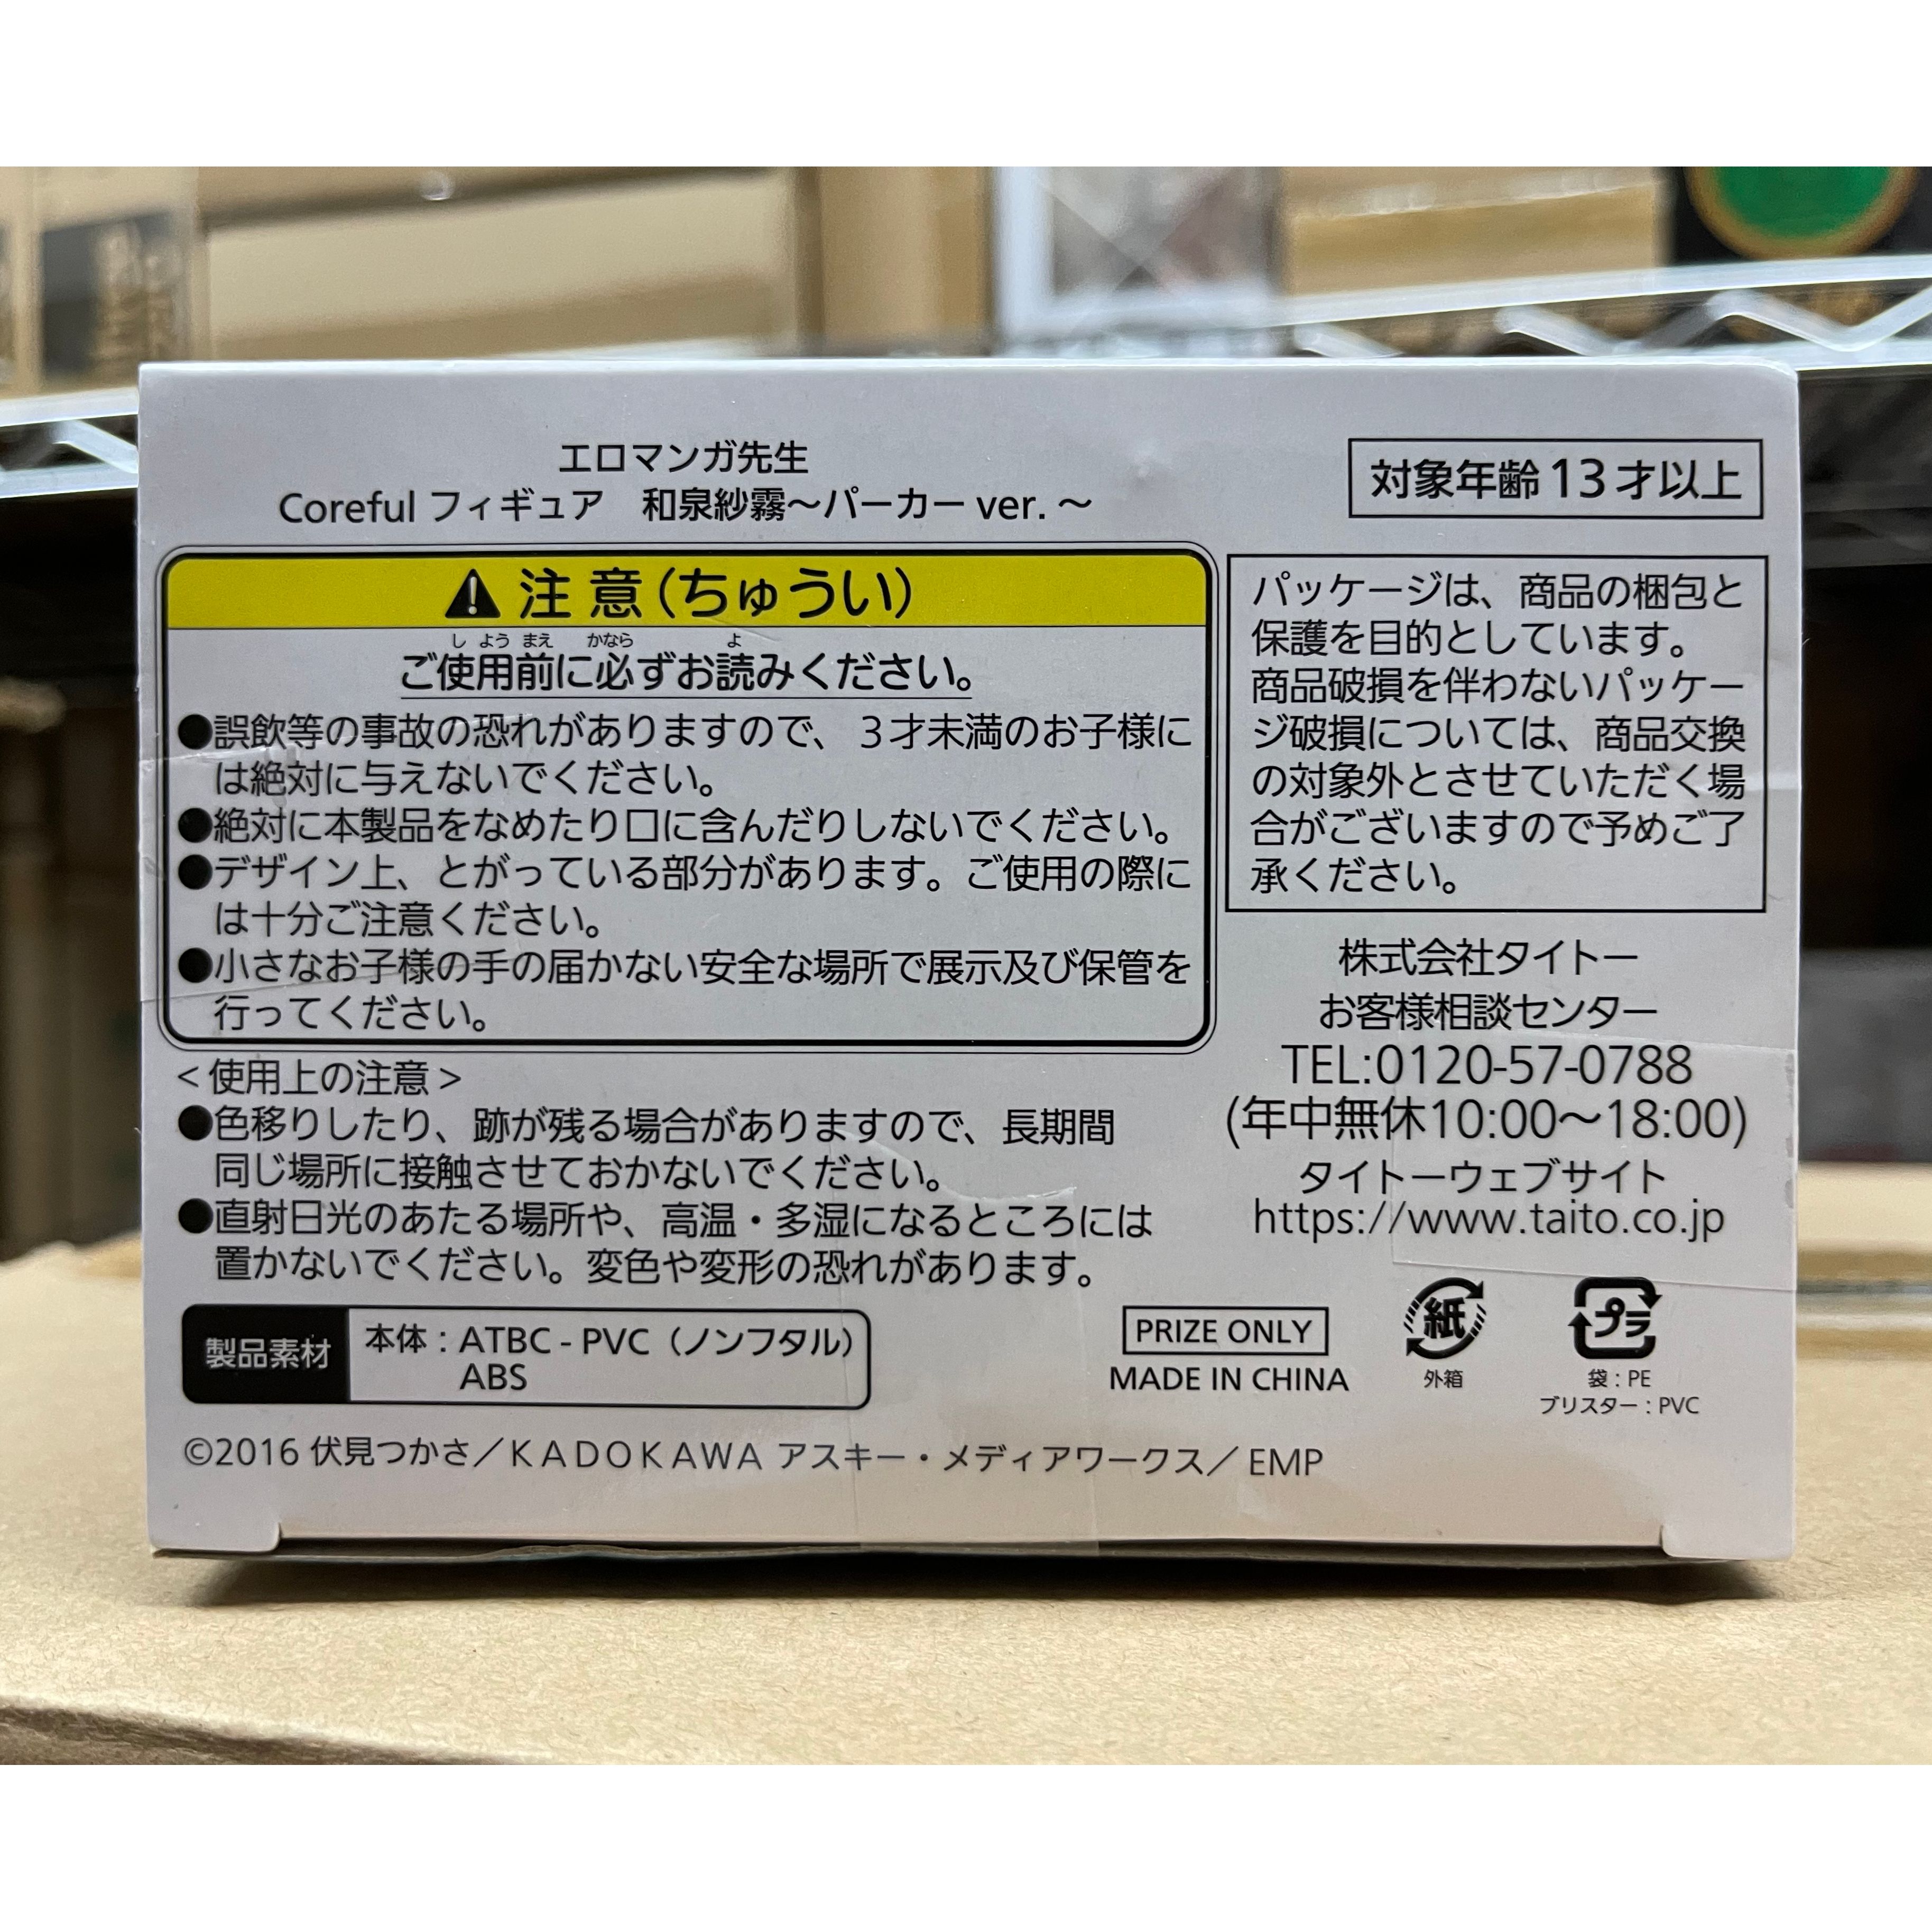 エロマンガ先生
Coreful フィギュア　和泉紗霧～パーカー ver. ～
対象年齢 13 才以上
注意(ちゅうい)
し よう まえ かなら よ
ご使用前に必ずお読みください。
●誤飲等の事故の恐れがありますので、3才未満のお子様に
は絶対に与えないでください。
●絶対に本製品をなめたり口に含んだりしないでください。
●デザイン上、とがっている部分があります。ご使用の際に
は十分ご注意ください。
●小さなお子様の手の届かない安全な場所で展示及び保管を
行ってください。
<使用上の注意>
●色移りしたり、跡が残る場合がありますので、長期間
同じ場所に接触させておかないでください。
●直射日光のあたる場所や、高温・多湿になるところには
置かないでください。変色や変形の恐れがあります。
製品素材
本体：ATBC - PVC（ノンフタル）
ABS
パッケージは、商品の梱包と
保護を目的としています。
商品破損を伴わないパッケー
ジ破損については、商品交換
の対象外とさせていただく場
合がございますので予めご了
承ください。
株式会社タイトー
お客様相談センター
TEL:0120-57-0788
(年中無休10:00～18:00)
タイトーウェブサイト
https://www.taito.co.jp
PRIZE ONLY
MADE IN CHINA
紙
外箱
プラ
袋：PE
ブリスター：PVC
©2016 伏見つかさ／KADOKAWA アスキー・メディアワークス／EMP